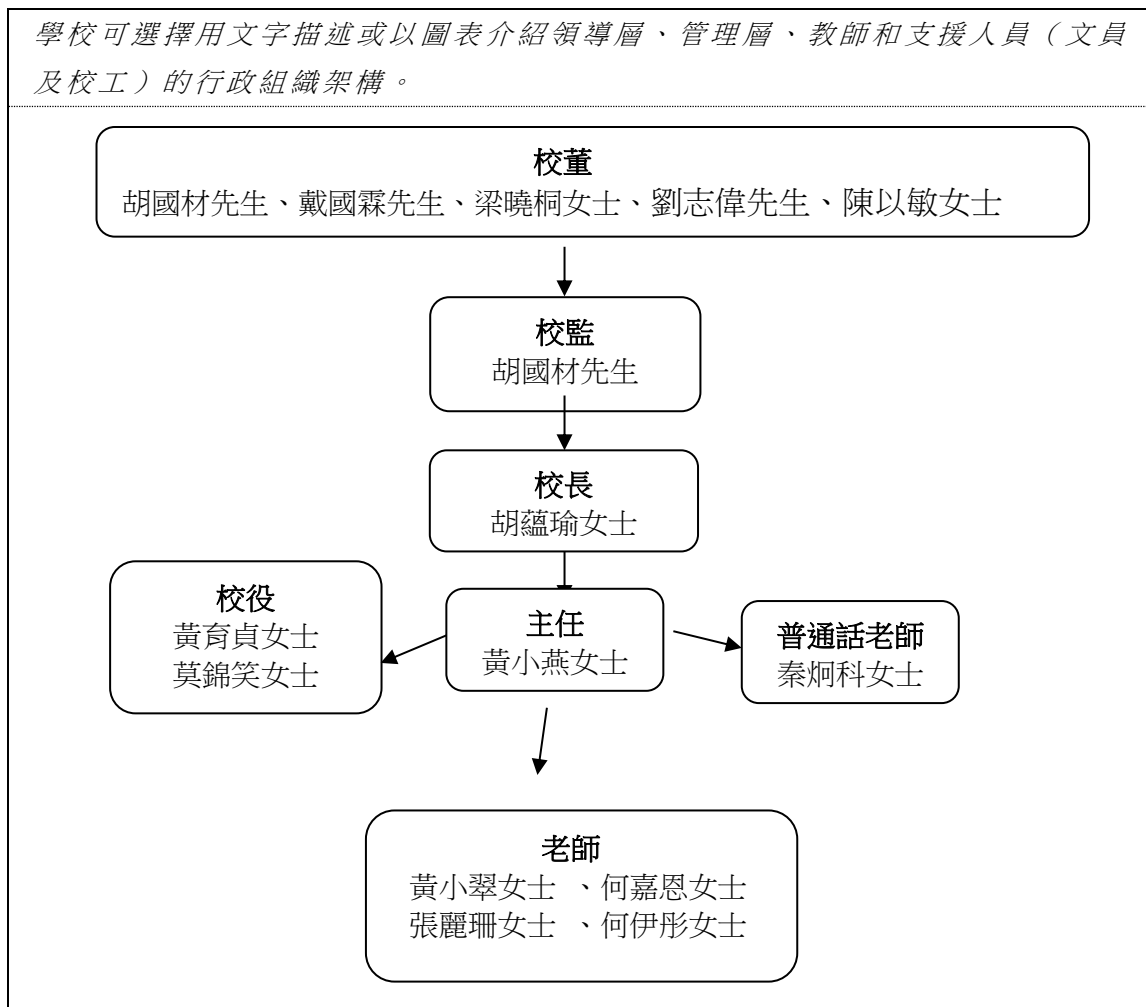 學校可選擇用文字描述或以圖表介紹領導層、管理層、教師和支援人員（文員
及校工）的行政組織架構。
校董
胡國材先生、戴國霖先生、梁曉桐女士、劉志偉先生、陳以敏女士
校監
胡國材先生
校長
胡蘊瑜女士
校役
黃育貞女士
莫錦笑女士
主任
黃小燕女士
普通話老師
秦炯科女士
老師
黃小翠女士 、何嘉恩女士
張麗珊女士 、何伊彤女士